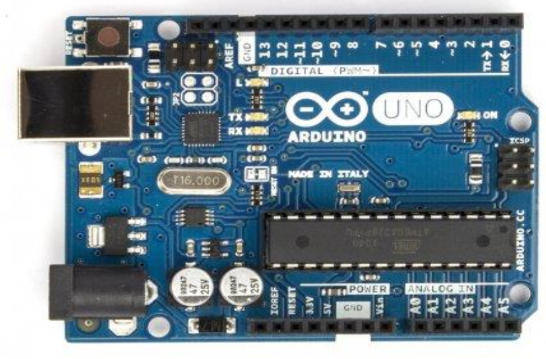 RESET
AREF
GND
13
12
~11
~10
~9
8
7
~6
~5
4
~3
2
TX→1
RX←0
DIGITAL (PWM~)
L
TX
RX
UNO
ARDUINO
ON
ICSP
T16.000
RESET EN
MADE IN ITALY
ARDUINO.CC
47
25V
47
25V
POWER
ANALOG IN
IOREF
RESET
3.3V
5V
GND
Vin
A0
A1
A2
A3
A4
A5